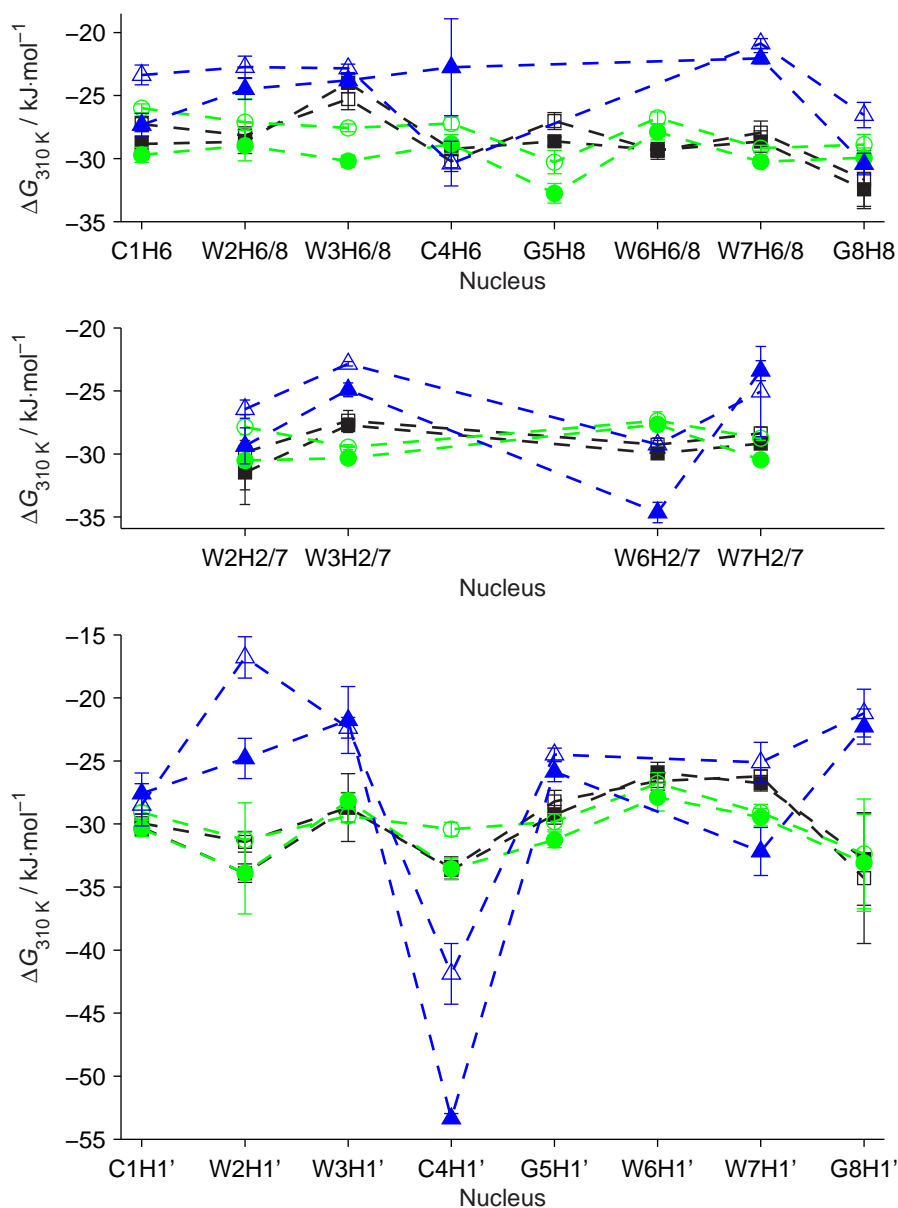 −20
−25
−30
−35
ΔG310 K / kJ·mol−1
C1H6 W2H6/8 W3H6/8 C4H6 G5H8 W6H6/8 W7H6/8 G8H8
Nucleus
−20
−25
−30
−35
ΔG310 K / kJ·mol−1
W2H2/7 W3H2/7 W6H2/7 W7H2/7
Nucleus
−15
−20
−25
−30
−35
−40
−45
−50
−55
ΔG310 K / kJ·mol−1
C1H1' W2H1' W3H1' C4H1' G5H1' W6H1' W7H1' G8H1'
Nucleus